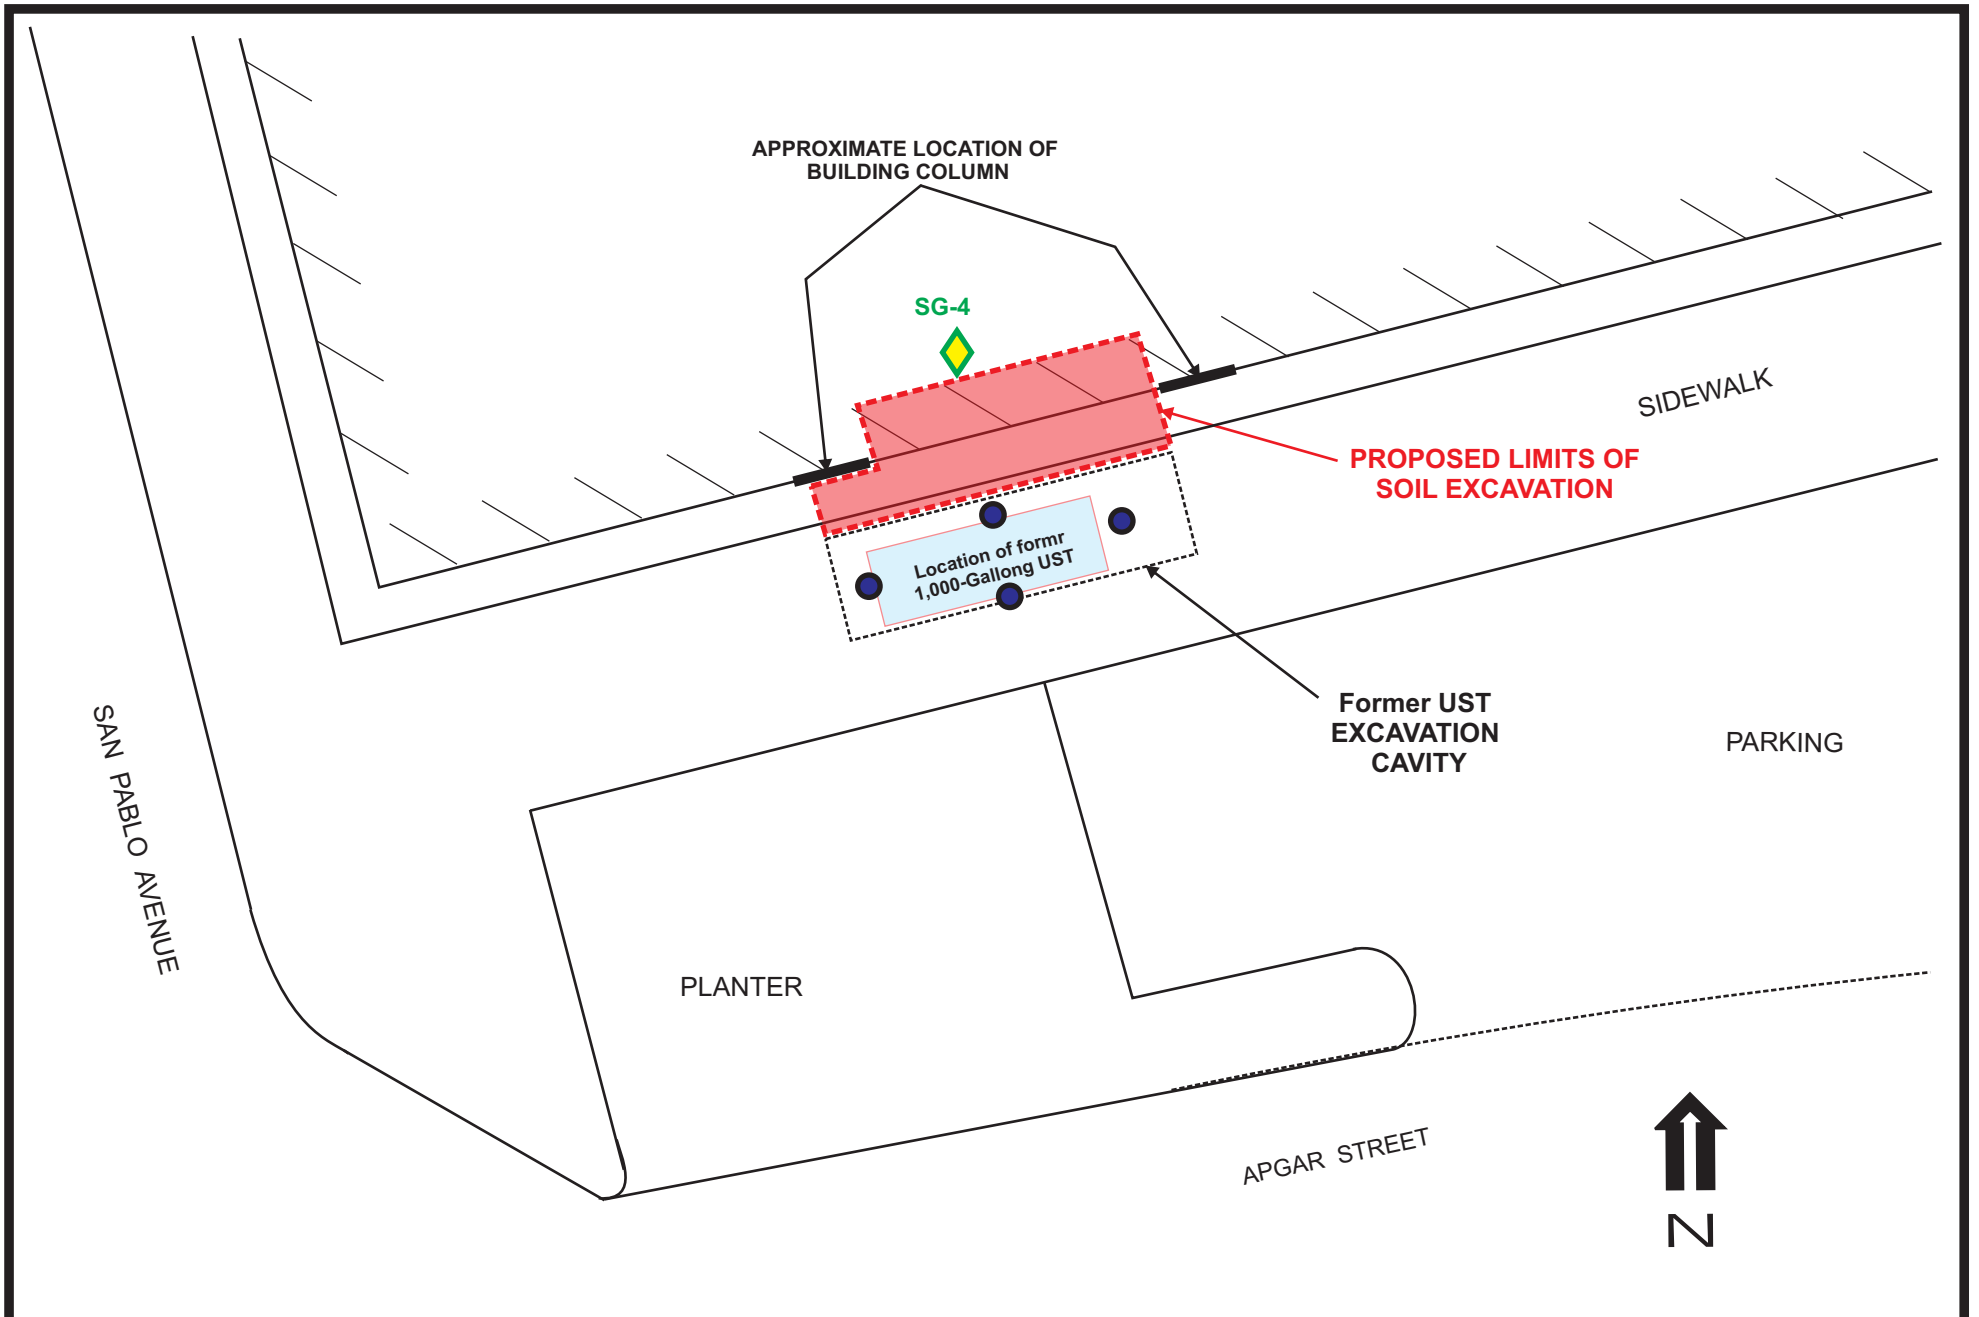 APPROXIMATE LOCATION OF
BUILDING COLUMN
SG-4
SIDEWALK
PROPOSED LIMITS OF
SOIL EXCAVATION
Location of formr
1,000-Gallong UST
Former UST
EXCAVATION
CAVITY
PARKING
SAN PABLO AVENUE
PLANTER
APGAR STREET
N